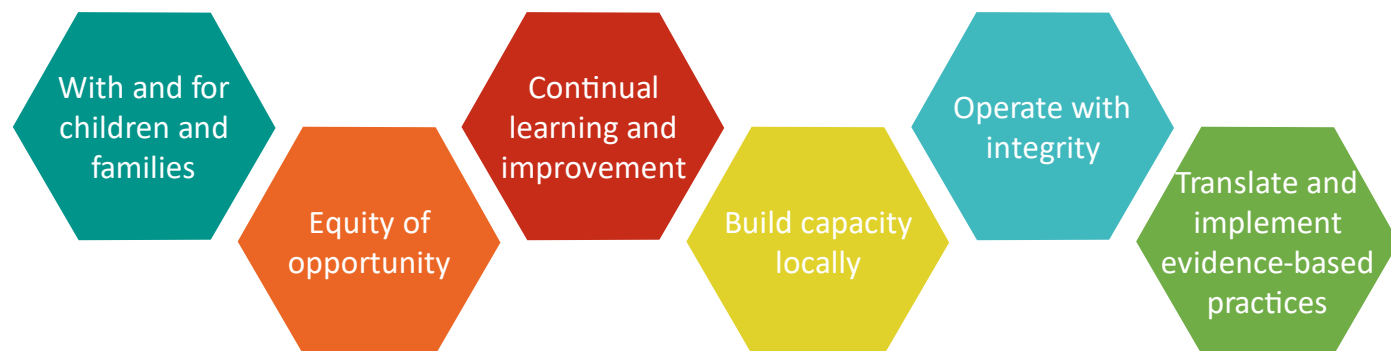 With and for
children and
families
Equity of
opportunity
Continual
learning and
improvement
Build capacity
locally
Operate with
integrity
Translate and
implement
evidence-based
practices